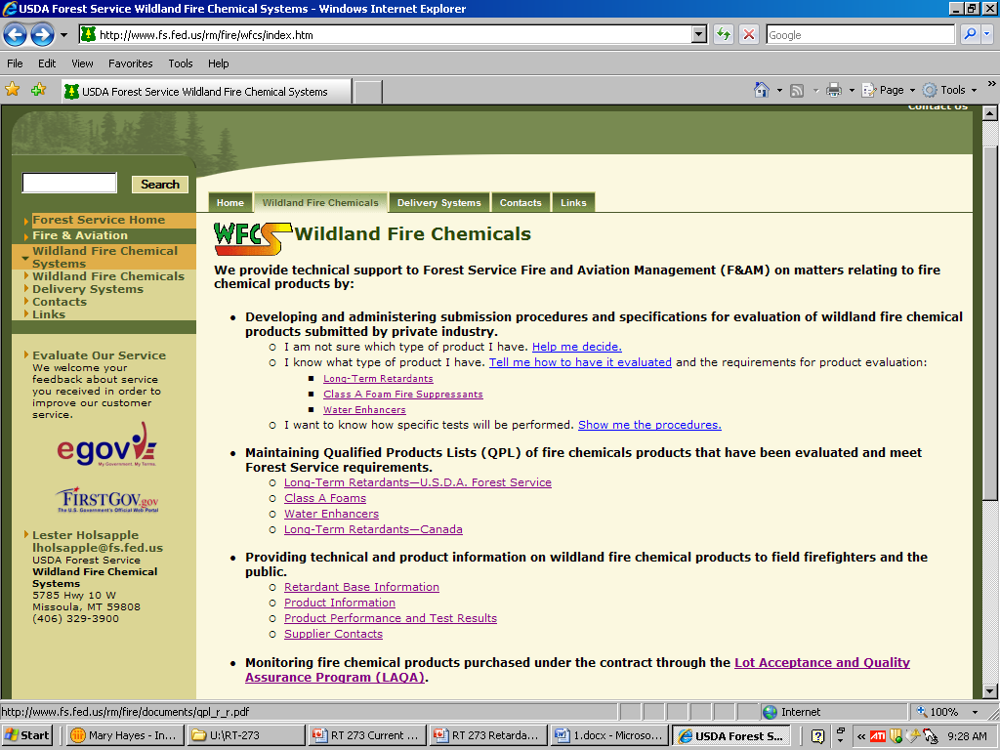 USDA Forest Service Wildland Fire Chemical Systems - Windows Internet Explorer
http://www.fs.fed.us/rm/fire/wfcs/index.htm
Google
File Edit View Favorites Tools Help
USDA Forest Service Wildland Fire Chemical Systems
Page Tools »
Contact Us
Search
Home Wildland Fire Chemicals Delivery Systems Contacts Links
Forest Service Home
Fire & Aviation
Wildland Fire Chemical
Systems
Wildland Fire Chemicals
Delivery Systems
Contacts
Links
Evaluate Our Service
We welcome your
feedback about service
you received in order to
improve our customer
service.
egov
My Government. My Terms.
FIRSTGOV.gov
The U.S. Government's Official Web Portal
Lester Holsapple
lholsapple@fs.fed.us
USDA Forest Service
Wildland Fire Chemical
Systems
5785 Hwy 10 W
Missoula, MT 59808
(406) 329-3900
WFCS Wildland Fire Chemicals
We provide technical support to Forest Service Fire and Aviation Management (F&AM) on matters relating to fire
chemical products by:
• Developing and administering submission procedures and specifications for evaluation of wildland fire chemical
products submitted by private industry.
o I am not sure which type of product I have. Help me decide.
o I know what type of product I have. Tell me how to have it evaluated and the requirements for product evaluation:
▪ Long-Term Retardants
▪ Class A Foam Fire Suppressants
▪ Water Enhancers
o I want to know how specific tests will be performed. Show me the procedures.
• Maintaining Qualified Products Lists (QPL) of fire chemicals products that have been evaluated and meet
Forest Service requirements.
o Long-Term Retardants—U.S.D.A. Forest Service
o Class A Foams
o Water Enhancers
o Long-Term Retardants—Canada
• Providing technical and product information on wildland fire chemical products to field firefighters and the
public.
o Retardant Base Information
o Product Information
o Product Performance and Test Results
o Supplier Contacts
• Monitoring fire chemical products purchased under the contract through the Lot Acceptance and Quality
Assurance Program (LAQA).
http://www.fs.fed.us/rm/fire/documents/qpl_r_r.pdf Internet 100%
Start Mary Hayes - In... U:\RT-273 RT 273 Current ... RT 273 Retarda... 1.docx - Microso... USDA Forest S... « ATI 9:28 AM